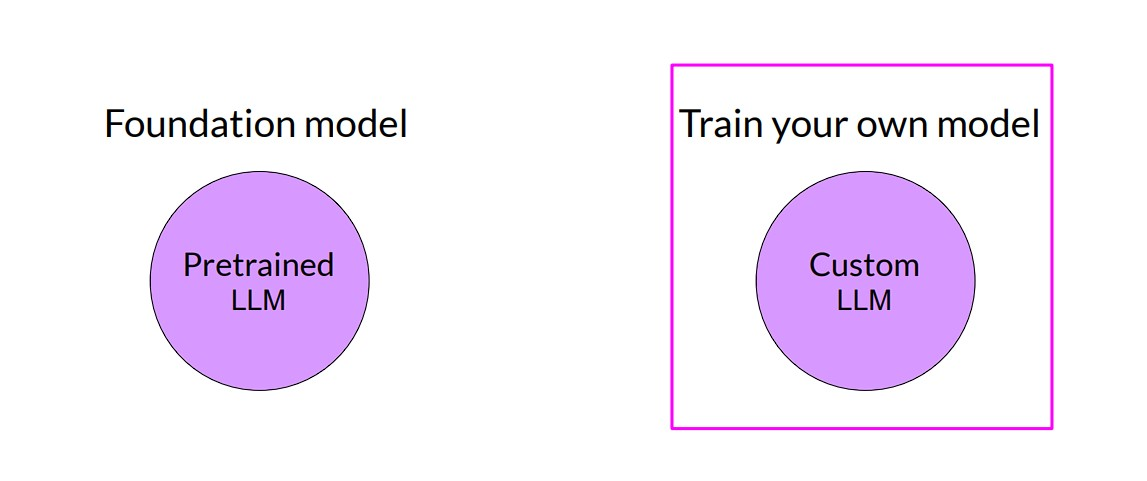 Foundation model
Pretrained
LLM
Train your own model
Custom
LLM